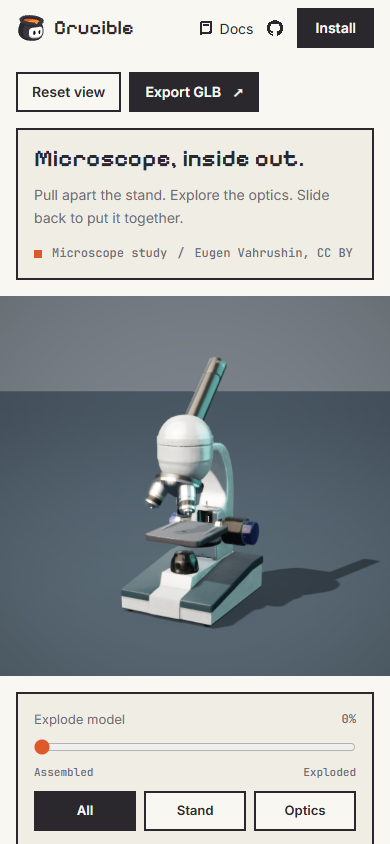 Crucible
Docs
Install
Reset view
Export GLB ↗
Microscope, inside out.
Pull apart the stand. Explore the optics. Slide
back to put it together.
Microscope study / Eugen Vahrushin, CC BY
Explode model 0%
Assembled Exploded
All Stand Optics